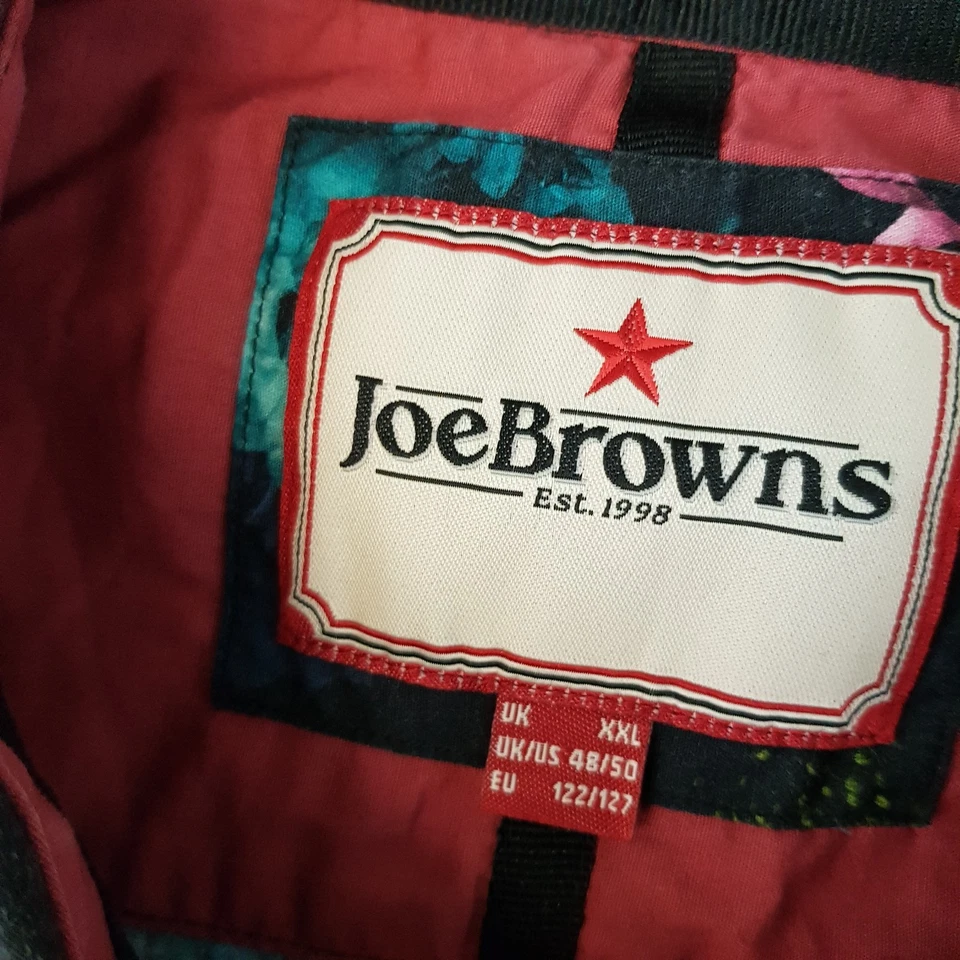 JoeBrowns
Est. 1998
UK XXL
UK/US 48/50
EU 122/127